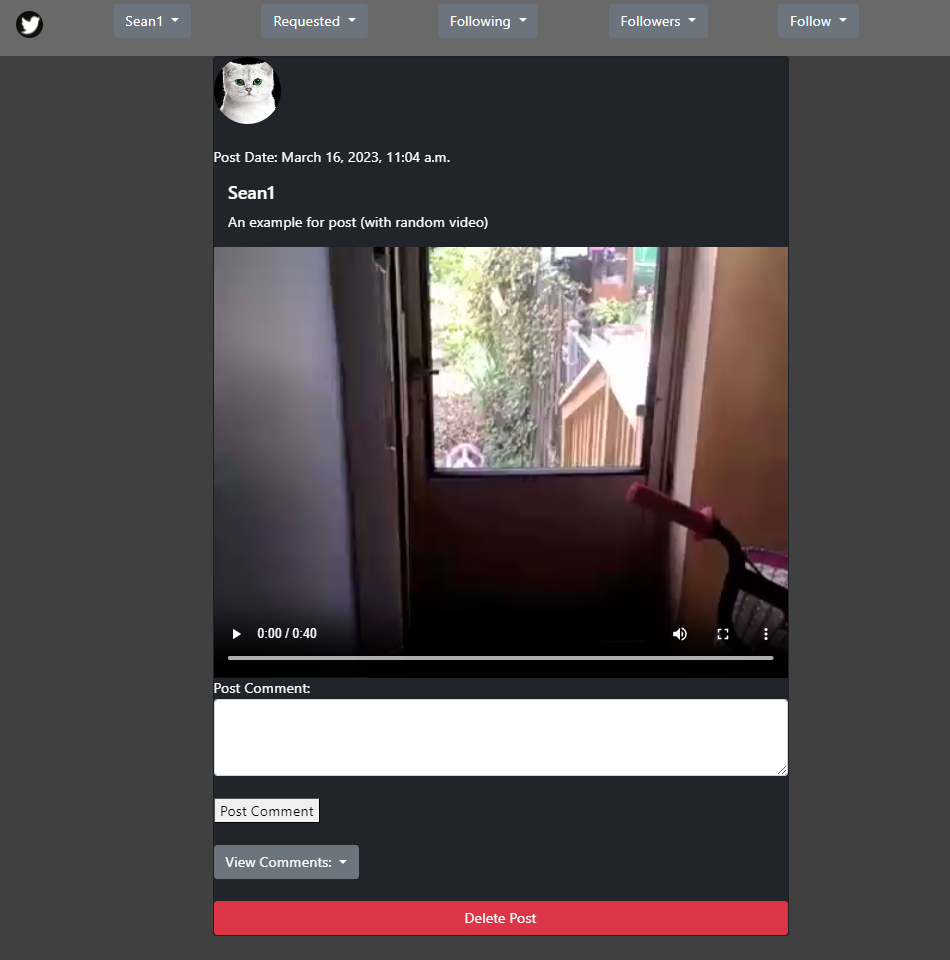 Sean1
Requested
Following
Followers
Follow
Post Date: March 16, 2023, 11:04 a.m.
Sean1
An example for post (with random video)
0:00 / 0:40
Post Comment:
Post Comment
View Comments:
Delete Post